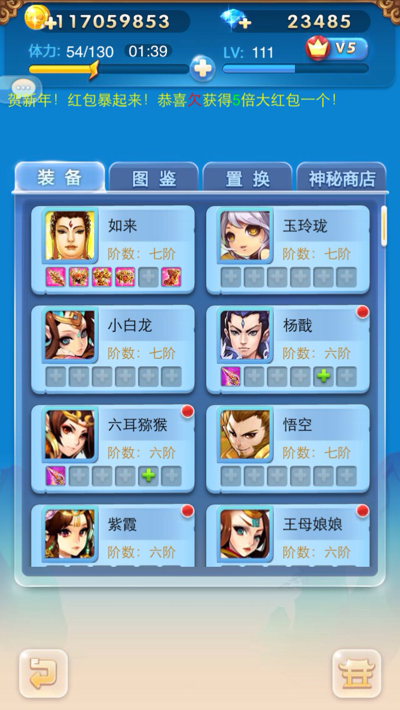 117059853 23485
体力: 54/130 01:39 LV: 111 V5
贺新年！红包暴起来！恭喜欠获得5倍大红包一个！
装备 图鉴 置换 神秘商店
如来 玉玲珑
阶数：七阶 阶数：七阶
小白龙 杨戬
阶数：七阶 阶数：六阶
六耳猕猴 悟空
阶数：六阶 阶数：六阶
紫霞 王母娘娘
阶数：六阶 阶数：六阶